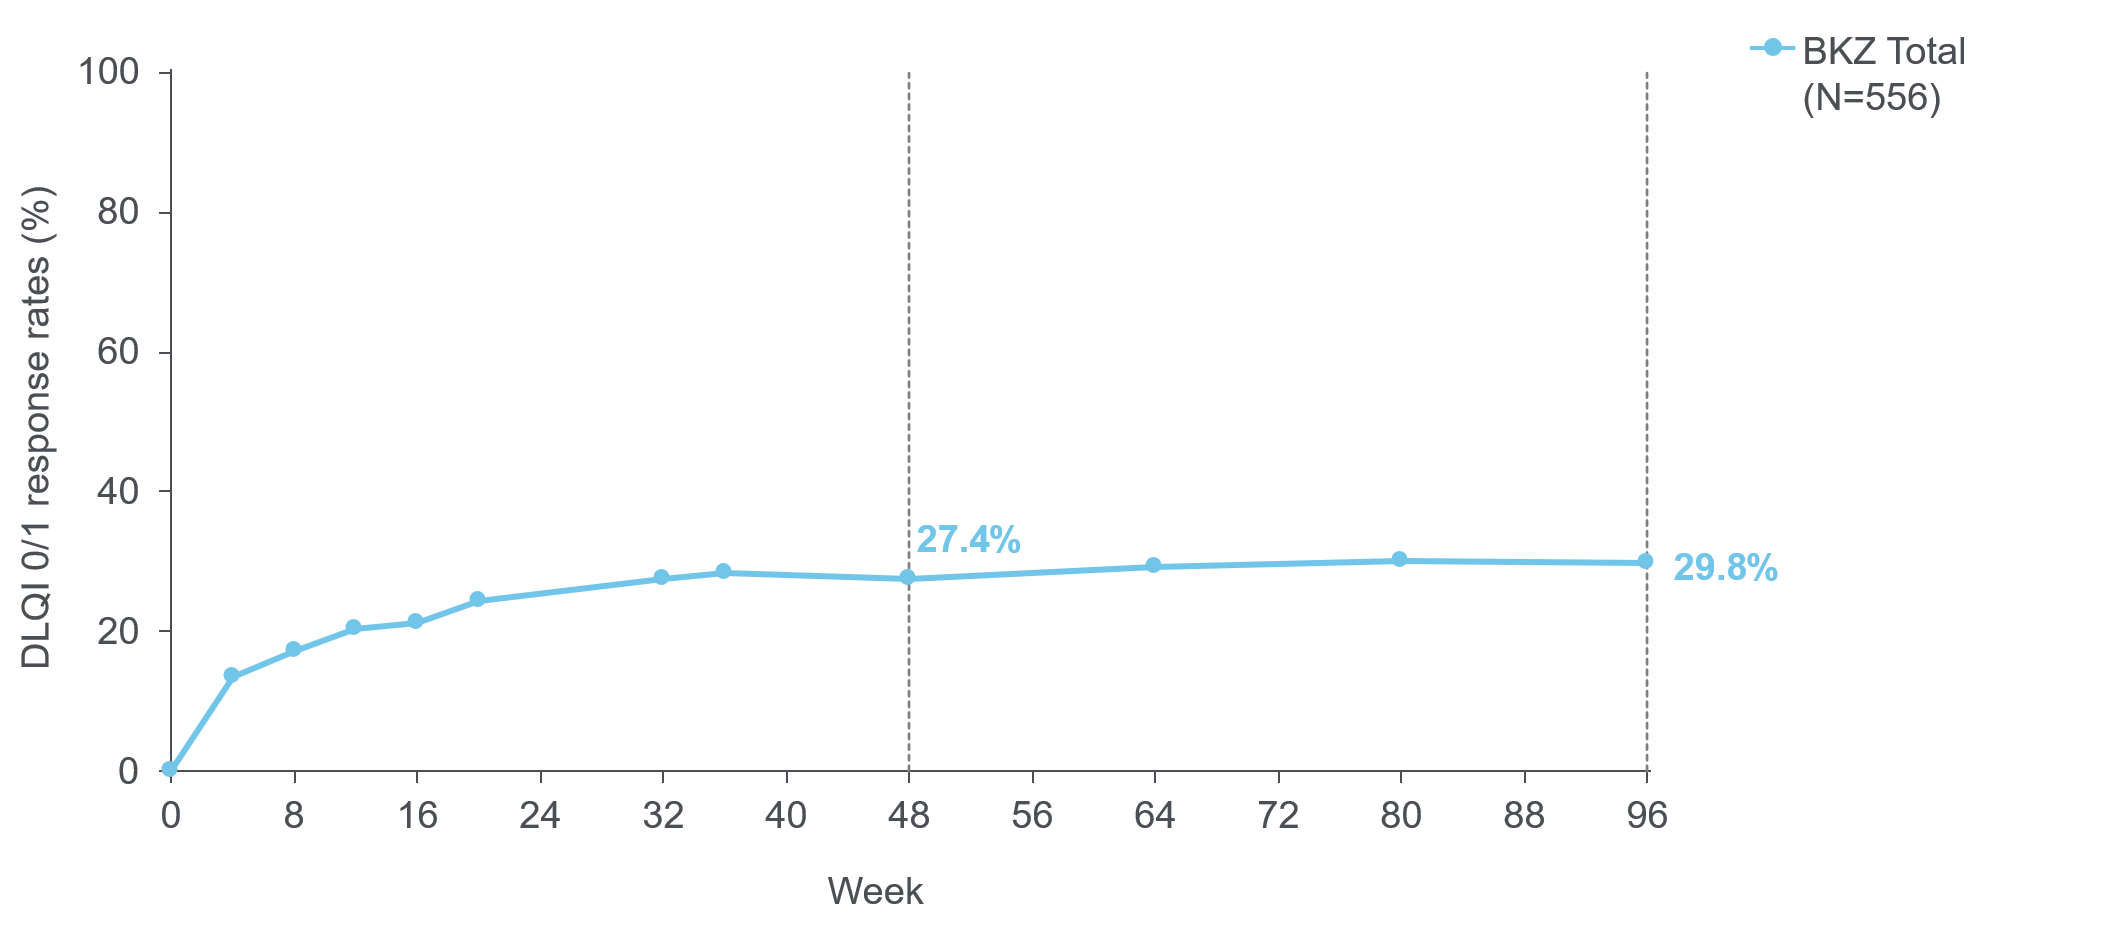 BKZ Total
(N=556)
DLQI 0/1 response rates (%)
100
80
60
40
20
0
27.4%
29.8%
0 8 16 24 32 40 48 56 64 72 80 88 96
Week